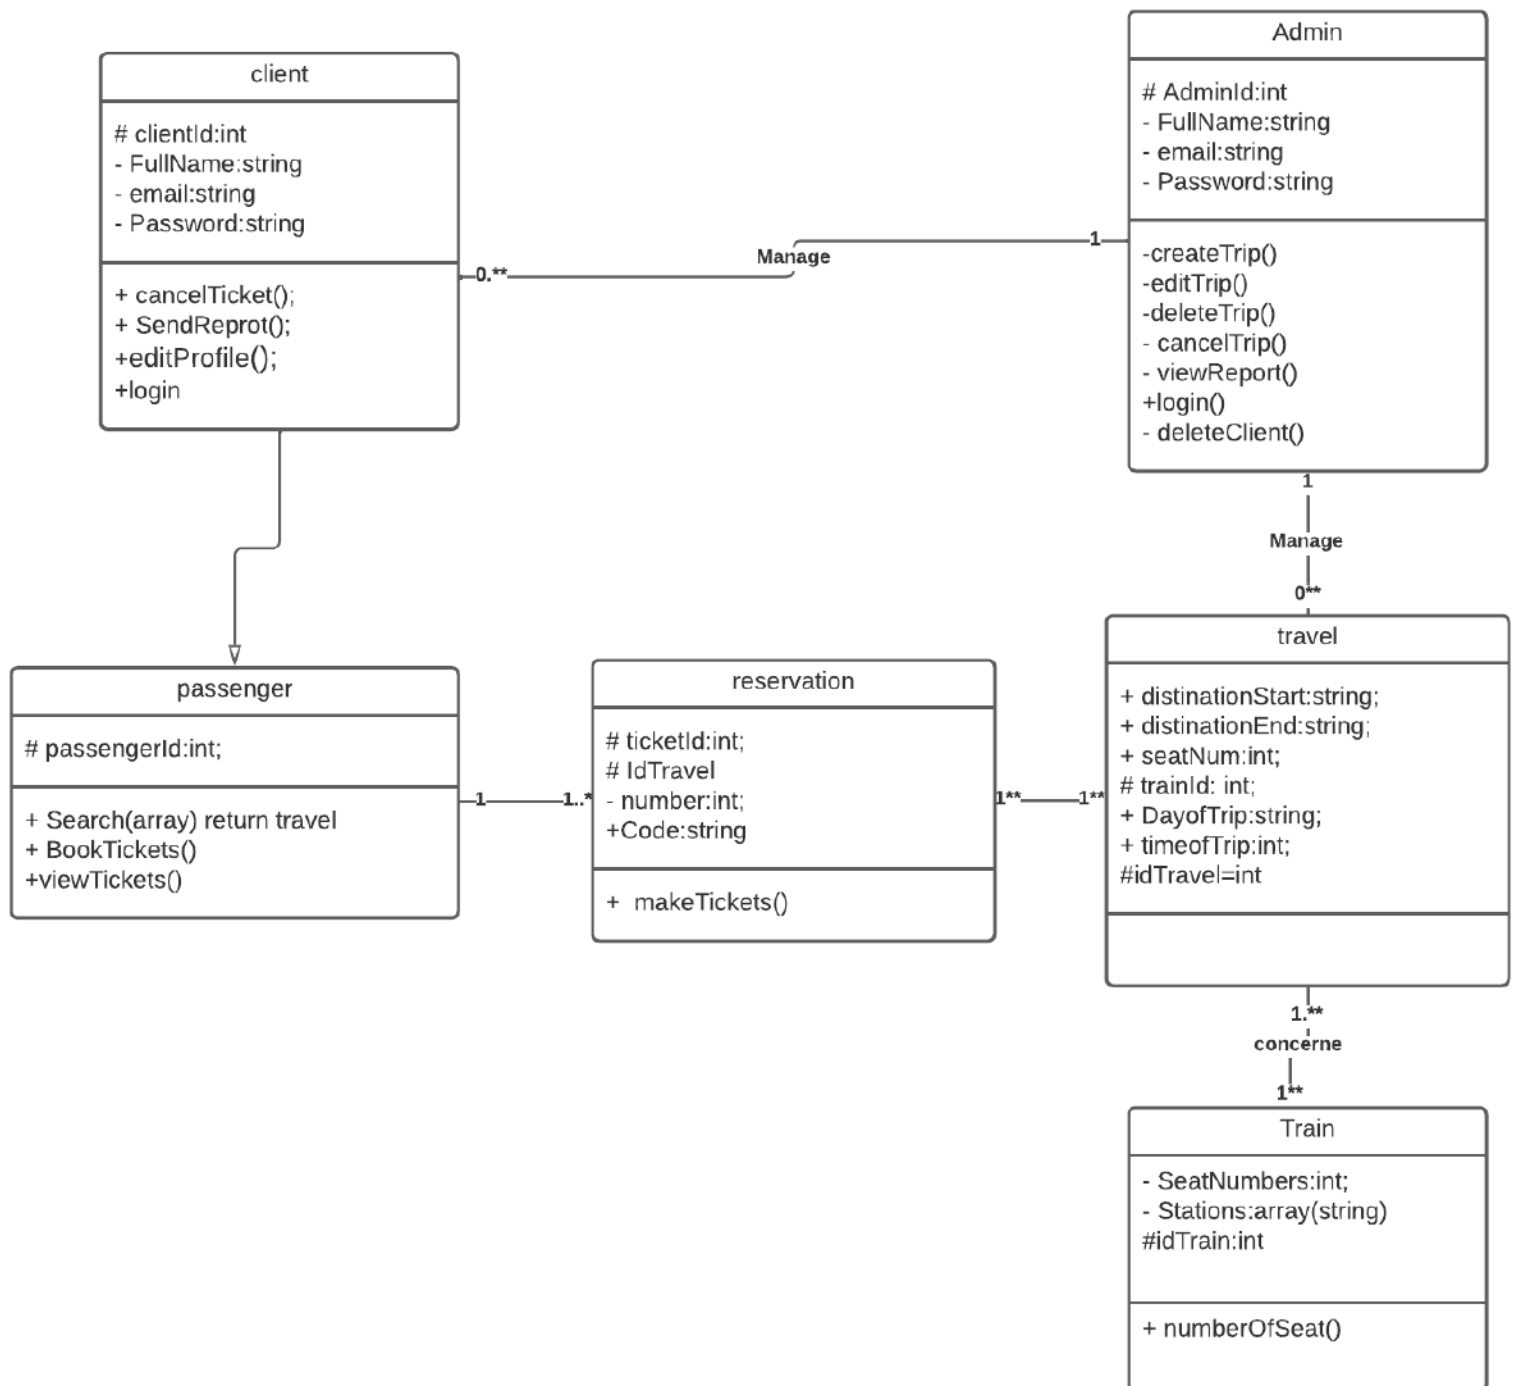 client
# clientId:int
- FullName:string
- email:string
- Password:string
+ cancelTicket();
+ SendReprot();
+editProfile();
+login
Admin
# AdminId:int
- FullName:string
- email:string
- Password:string
-createTrip()
-editTrip()
-deleteTrip()
- cancelTrip()
- viewReport()
+login()
- deleteClient()
0.**
Manage
1
1
Manage
0**
passenger
# passengerId:int;
+ Search(array) return travel
+ BookTickets()
+viewTickets()
1
1..*
reservation
# ticketId:int;
# IdTravel
- number:int;
+Code:string
+ makeTickets()
1**
1**
travel
+ distinationStart:string;
+ distinationEnd:string;
+ seatNum:int;
# trainId: int;
+ DayofTrip:string;
+ timeofTrip:int;
#idTravel=int
1.**
concerne
1**
Train
- SeatNumbers:int;
- Stations:array(string)
#idTrain:int
+ numberOfSeat()